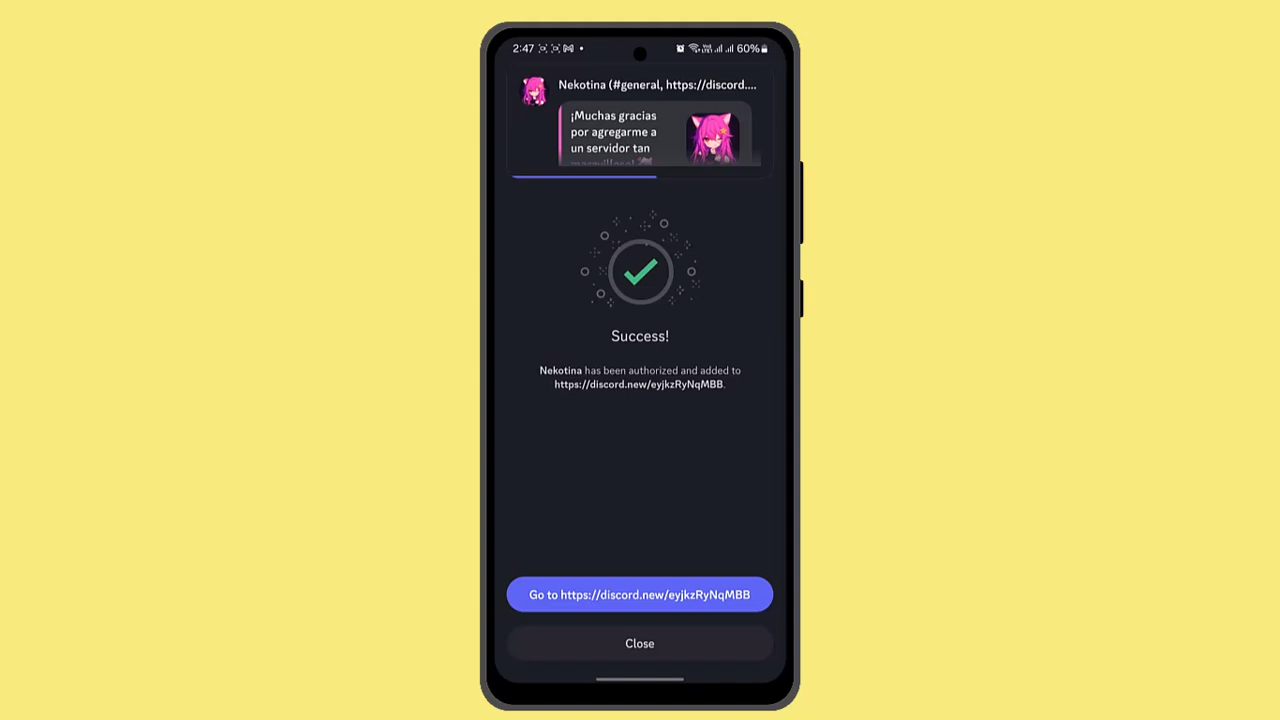 2:47
60%
Nekotina (#general, https://discord....
¡Muchas gracias
por agregarme a
un servidor tan
maravilloso!
Success!
Nekotina has been authorized and added to
https://discord.new/eyjkzRyNqMBB.
Go to https://discord.new/eyjkzRyNqMBB
Close